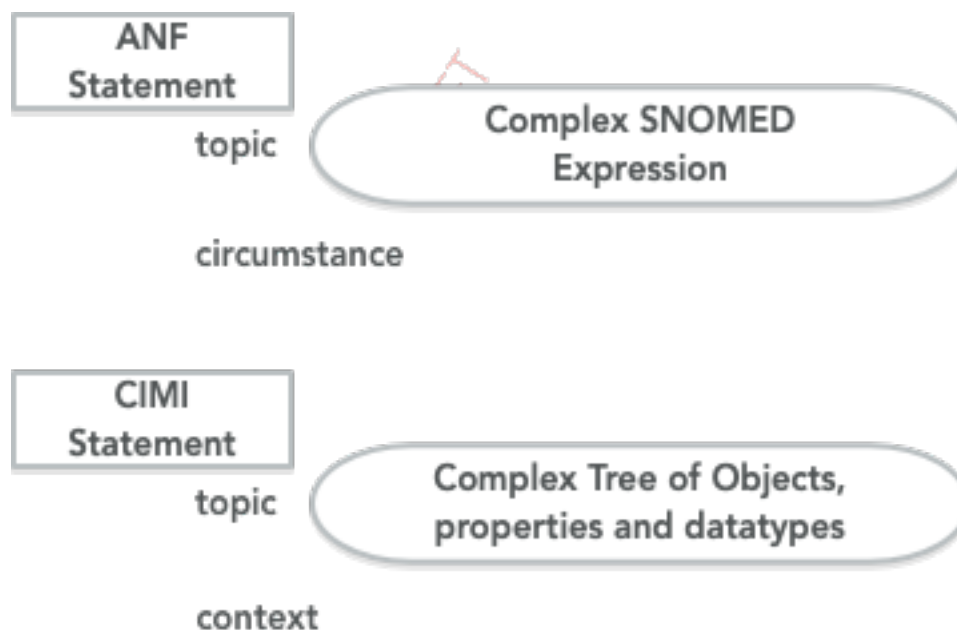 ANF
Statement
topic
Complex SNOMED
Expression
circumstance
CIMI
Statement
topic
Complex Tree of Objects,
properties and datatypes
context